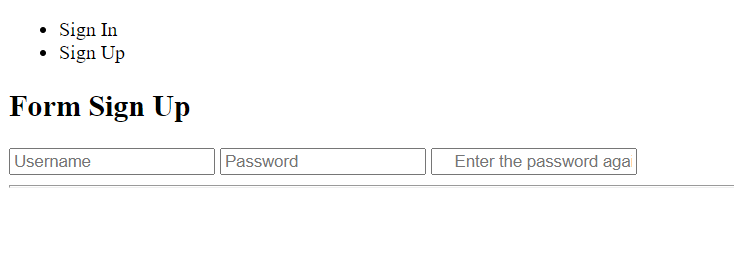 Sign In
Sign Up
Form Sign Up
Username Password Enter the password aga